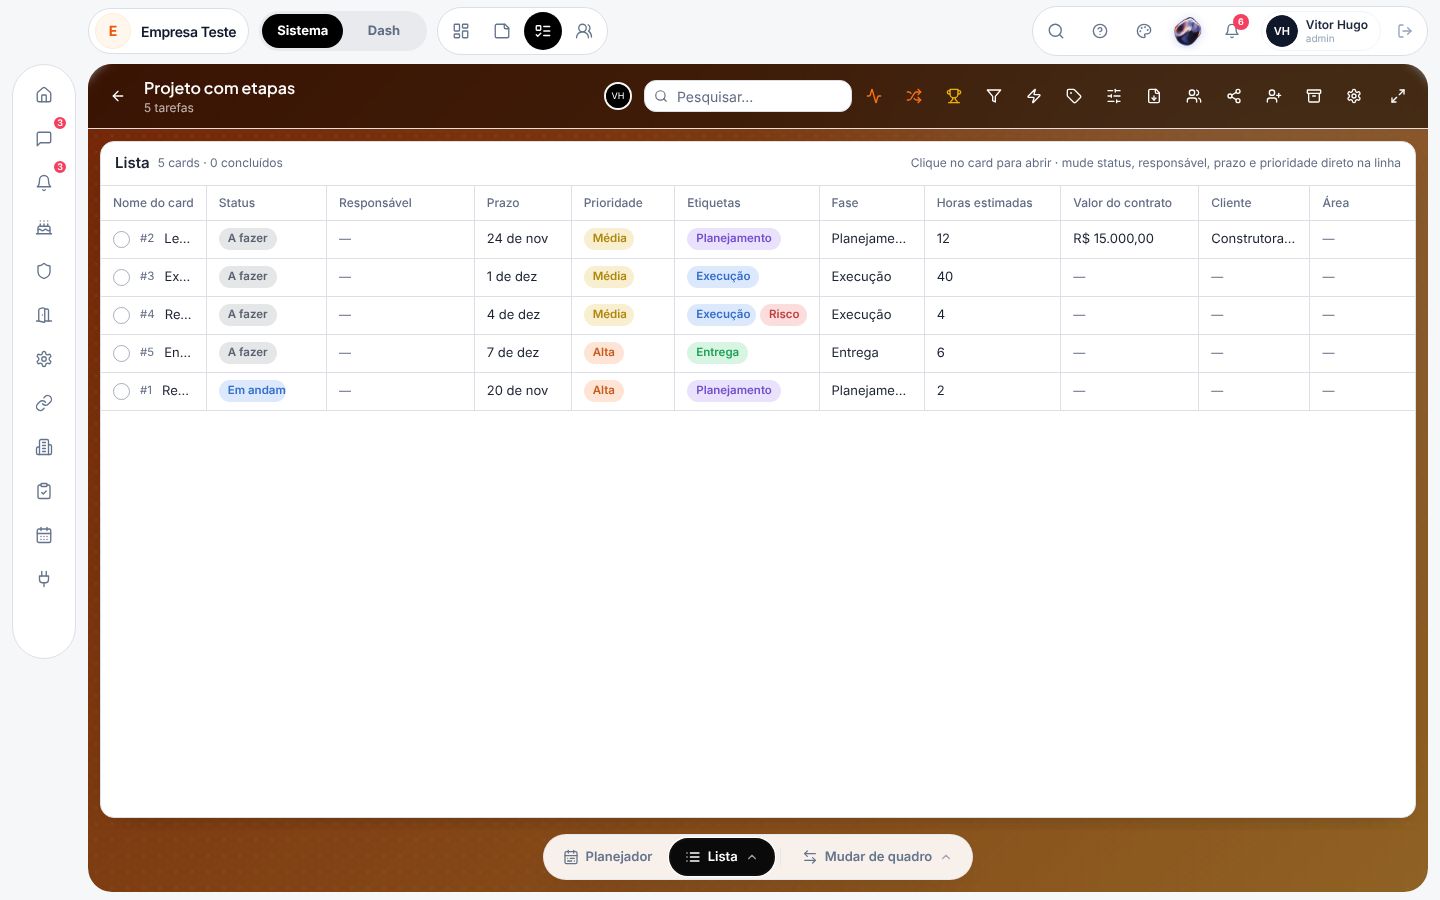 E Empresa Teste Sistema Dash 6 VH Vitor Hugo
admin
Projeto com etapas
5 tarefas
VH Pesquisar...
3
3
Lista 5 cards · 0 concluídos Clique no card para abrir · mude status, responsável, prazo e prioridade direto na linha
Nome do card Status Responsável Prazo Prioridade Etiquetas Fase Horas estimadas Valor do contrato Cliente Área
#2 Le... A fazer — 24 de nov Média Planejamento Planejame... 12 R$ 15.000,00 Construtora... —
#3 Ex... A fazer — 1 de dez Média Execução Execução 40 — — —
#4 Re... A fazer — 4 de dez Média Execução Risco Execução 4 — — —
#5 En... A fazer — 7 de dez Alta Entrega Entrega 6 — — —
#1 Re... Em andam — 20 de nov Alta Planejamento Planejame... 2 — — —
Planejador Lista Mudar de quadro